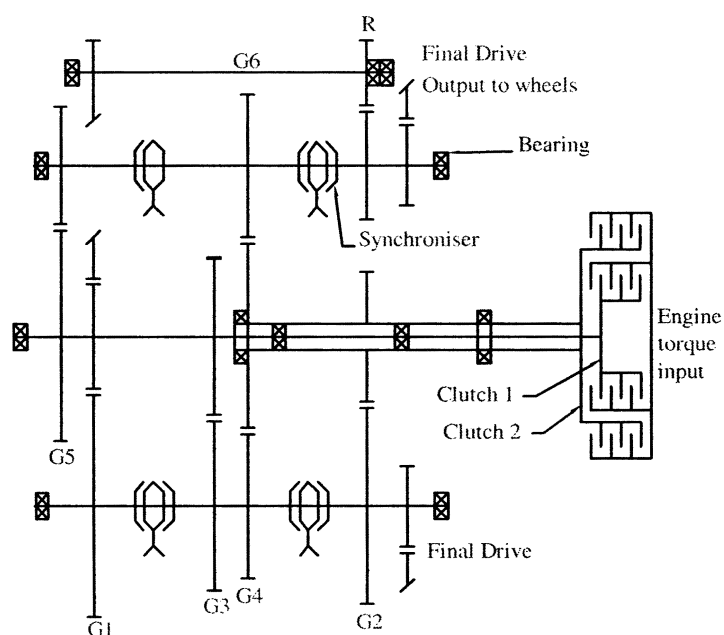 R
Final Drive
Output to wheels
G6
Bearing
Synchroniser
Engine
torque
input
Clutch 1
Clutch 2
G5
Final Drive
G3
G4
G2
G1